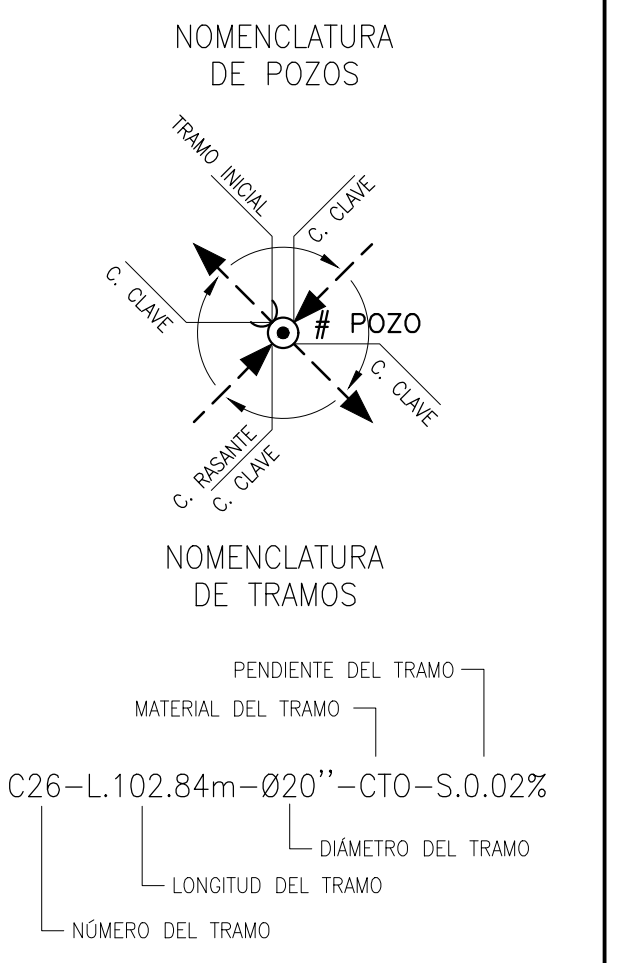 NOMENCLATURA
DE POZOS
TRAMO INICIAL
C. CLAVE
C. CLAVE
# POZO
C. CLAVE
C. RASANTE
C. CLAVE
NOMENCLATURA
DE TRAMOS
PENDIENTE DEL TRAMO
MATERIAL DEL TRAMO
C26-L.102.84m-Ø20''-CTO-S.0.02%
DIÁMETRO DEL TRAMO
LONGITUD DEL TRAMO
NÚMERO DEL TRAMO